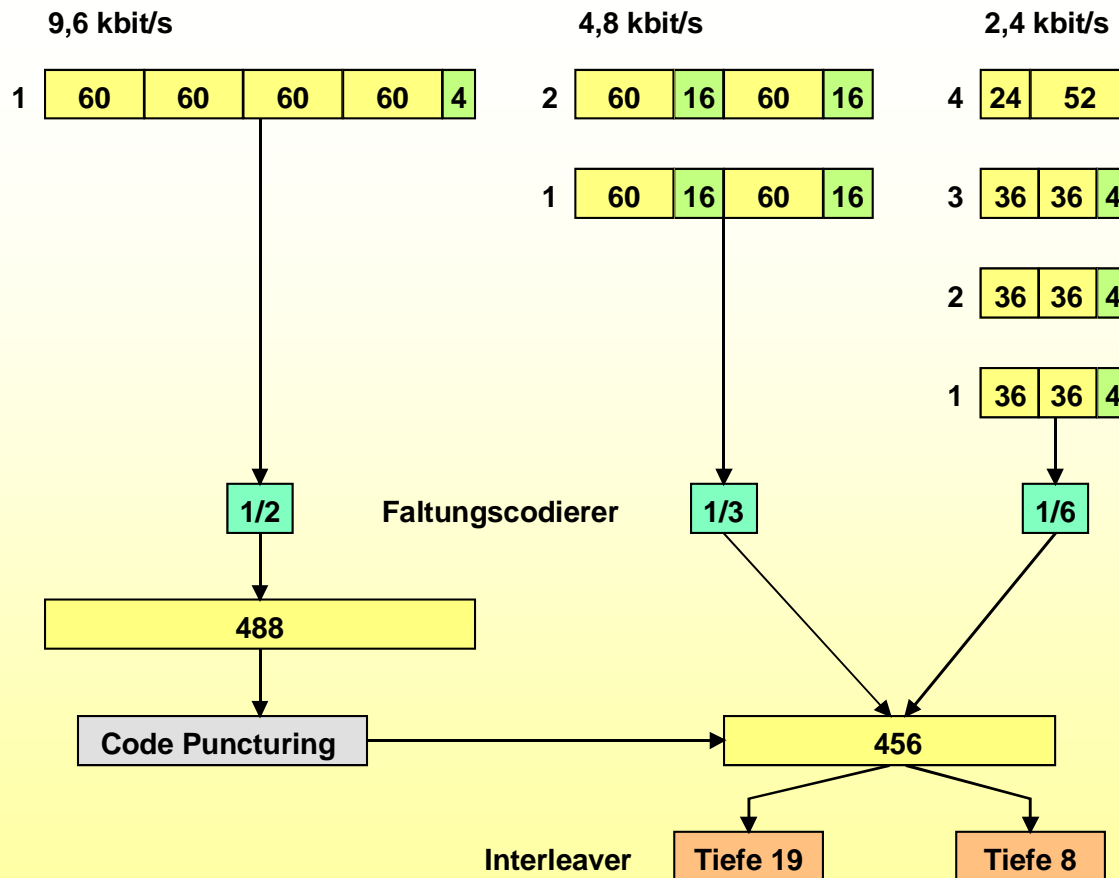 9,6 kbit/s 4,8 kbit/s 2,4 kbit/s
1 60 60 60 60 4 2 60 16 60 16 4 24 52
1 60 16 60 16 3 36 36 4
2 36 36 4
1 36 36 4
1/2 Faltungscodierer 1/3 1/6
488
Code Puncturing 456
Interleaver Tiefe 19 Tiefe 8